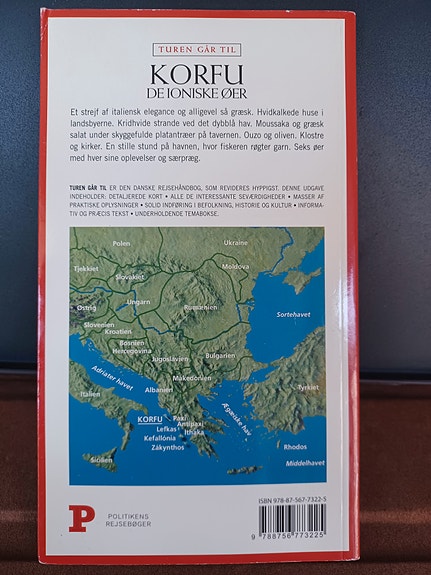 TUREN GÅR TIL
KORFU
DE IONISKE ØER
Et strejf af italiensk elegance og alligevel så græsk. Hvidkalkede huse i
landsbyerne. Kridhvide strande ved det dybblå hav. Moussaka og græsk
salat under skyggefulde platantræer på tavernen. Ouzo og oliven. Klostre
og kirker. En stille stund på havnen, hvor fiskeren røgter garn. Seks øer
med hver sine oplevelser og særpræg.
TUREN GÅR TIL ER DEN DANSKE REJSEHÅNDBOG, SOM REVIDERES HYPPIGST. DENNE UDGAVE
INDEHOLDER: DETALJEREDE KORT • ALLE DE INTERESSANTE SEVÆRDIGHEDER • MASSER AF
PRAKTISKE OPLYSNINGER • SOLID INDFØRING I BEFOLKNING, HISTORIE OG KULTUR • INFORMA-
TIV OG PRÆCIS TEKST • UNDERHOLDENDE TEMABOKSE.
Polen
Ukraine
Tjekkiet
Moldova
Slovakiet
Østrig
Ungarn
Rumænien
Slovenien
Kroatien
Sortehavet
Bosnien
Hercegovina
Jugoslavien
Bulgarien
Adriaterhavet
Makedonien
Italien
Albanien
Tyrkiet
Ægæiske hav
KORFU
Paxi
Antipaxi
Lefkas
Ithaka
Kefallónia
Zákynthos
Rhodos
Sicilien
Middelhavet
ISBN 978-87-567-7322-5
P
POLITIKENS
REJSEBØGER
9 788756 773225